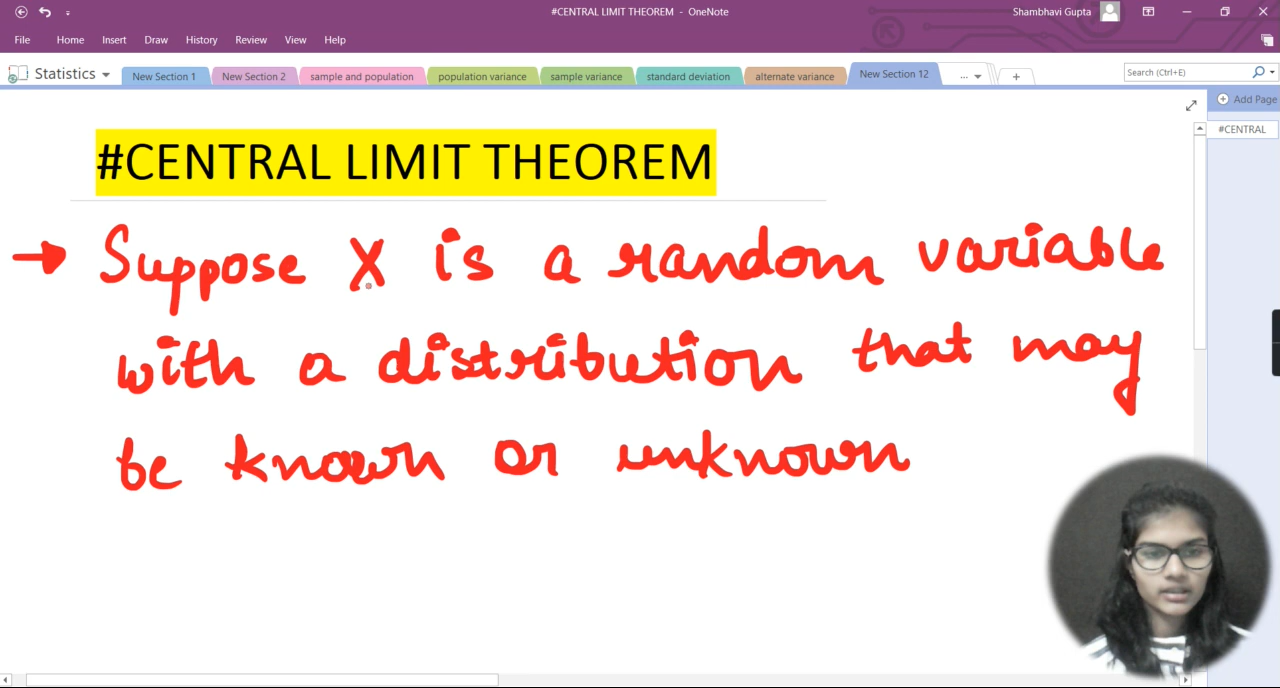 #CENTRAL LIMIT THEOREM - OneNote
Shambhavi Gupta
File Home Insert Draw History Review View Help
Statistics New Section 1 New Section 2 sample and population population variance sample variance standard deviation alternate variance New Section 12 ... + Search (Ctrl+E)
Add Page
#CENTRAL
#CENTRAL LIMIT THEOREM
→ Suppose X is a random variable
with a distribution that may
be known or unknown